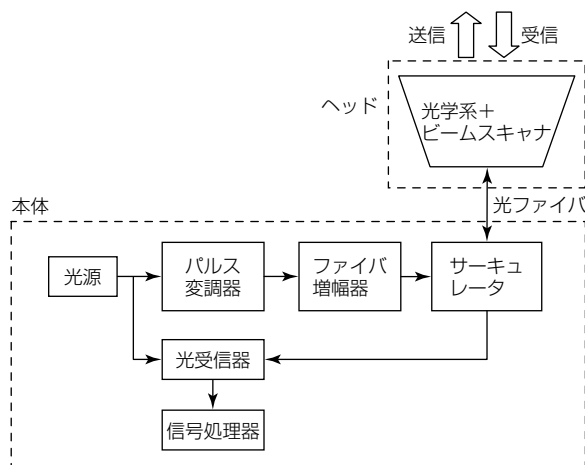 送信
受信
ヘッド
光学系＋
ビームスキャナ
本体
光ファイバ
光源
パルス
変調器
ファイバ
増幅器
サーキュ
レータ
光受信器
信号処理器